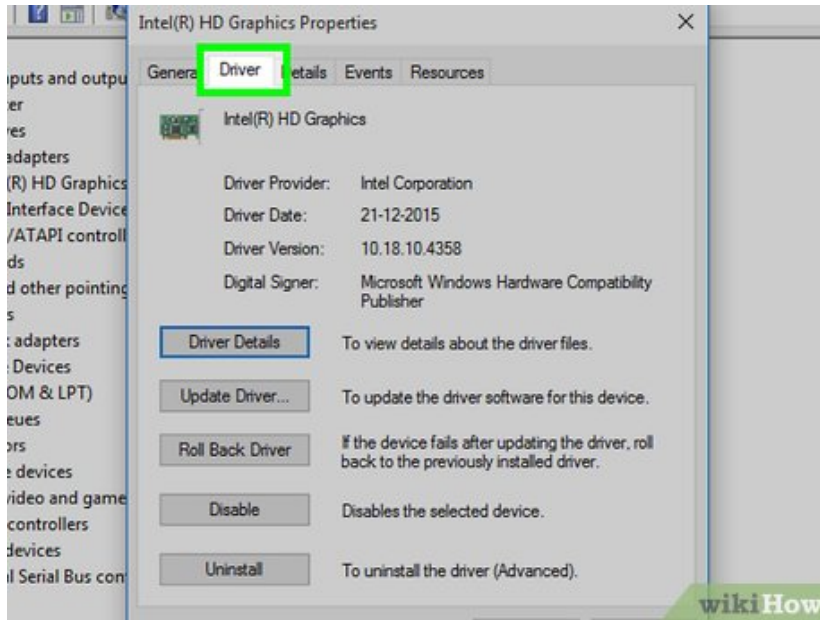 Intel(R) HD Graphics Properties
General Driver Details Events Resources
Intel(R) HD Graphics
Driver Provider: Intel Corporation
Driver Date: 21-12-2015
Driver Version: 10.18.10.4358
Digital Signer: Microsoft Windows Hardware Compatibility
Publisher
Driver Details To view details about the driver files.
Update Driver... To update the driver software for this device.
Roll Back Driver If the device fails after updating the driver, roll
back to the previously installed driver.
Disable Disables the selected device.
Uninstall To uninstall the driver (Advanced).
nputs and outpu
adapters
(R) HD Graphics
Interface Device
/ATAPI controll
ds
d other pointing
s
adapters
Devices
OM & LPT)
eues
ors
e devices
video and game
controllers
devices
al Serial Bus con
wikiHow